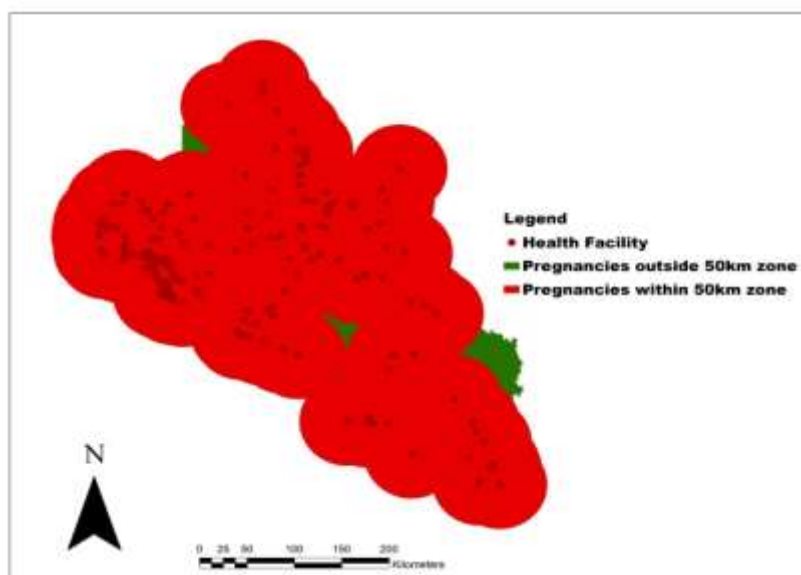 Legend
Health Facility
Pregnancies outside 50km zone
Pregnancies within 50km zone
N
0 25 50 100 150 200
Kilometers